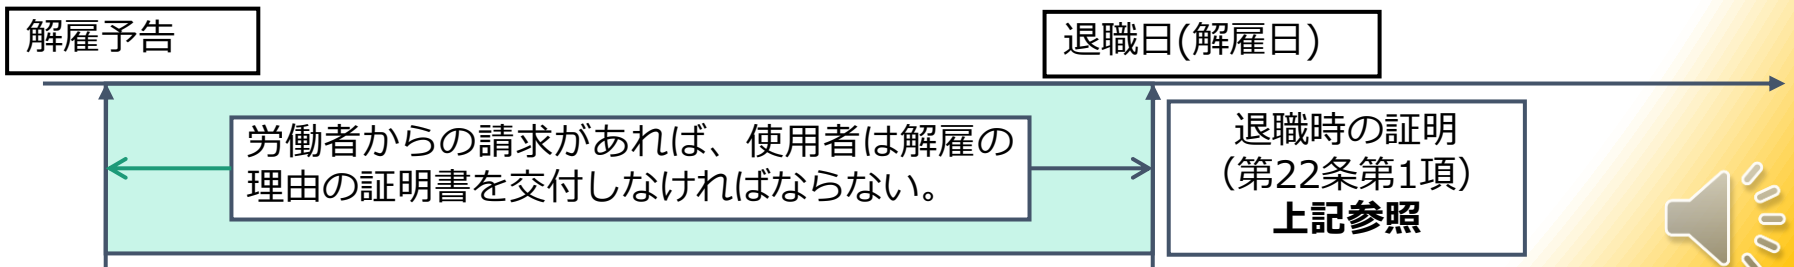 解雇予告
退職日(解雇日)
労働者からの請求があれば、使用者は解雇の
理由の証明書を交付しなければならない。
退職時の証明
（第22条第1項）
上記参照